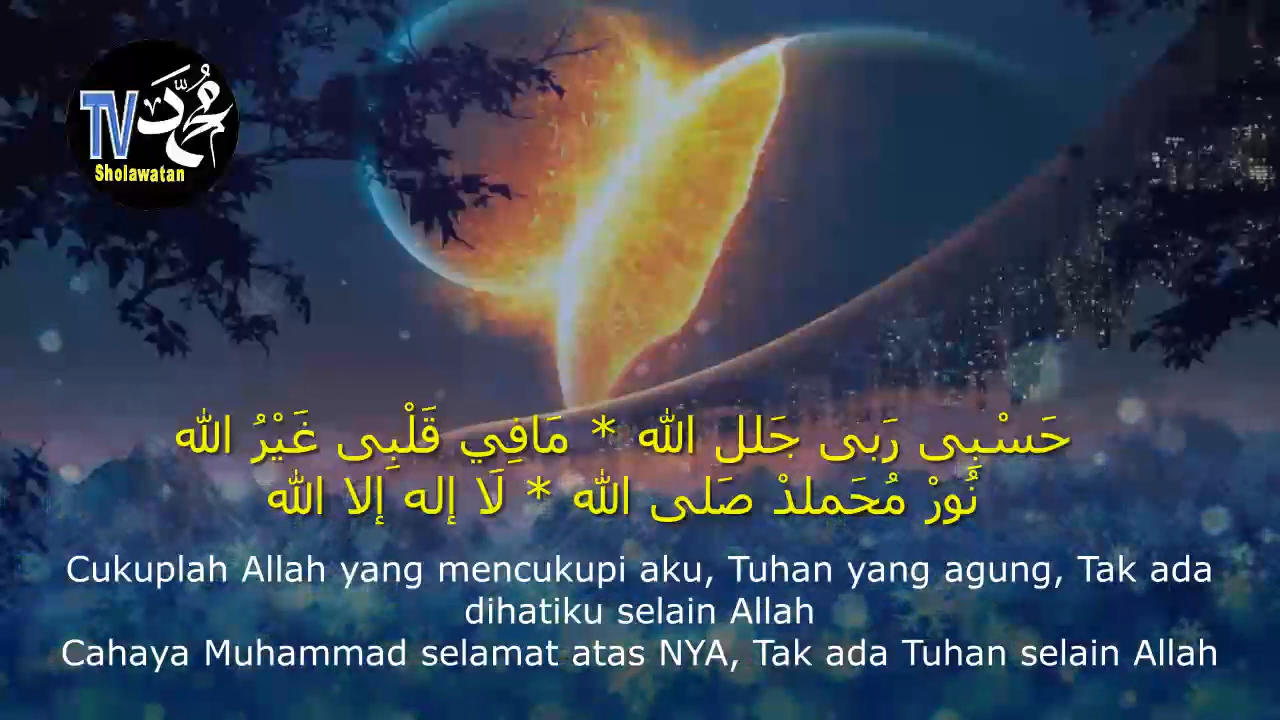 TV محمد
Sholawatan
حَسْبِى رَبى جَلل الله * مَافِي قَلْبِى غَيْرُ الله
نُورْ مُحَملدْ صَلى الله * لَا إله إلا الله
Cukuplah Allah yang mencukupi aku, Tuhan yang agung, Tak ada
dihatiku selain Allah
Cahaya Muhammad selamat atas NYA, Tak ada Tuhan selain Allah